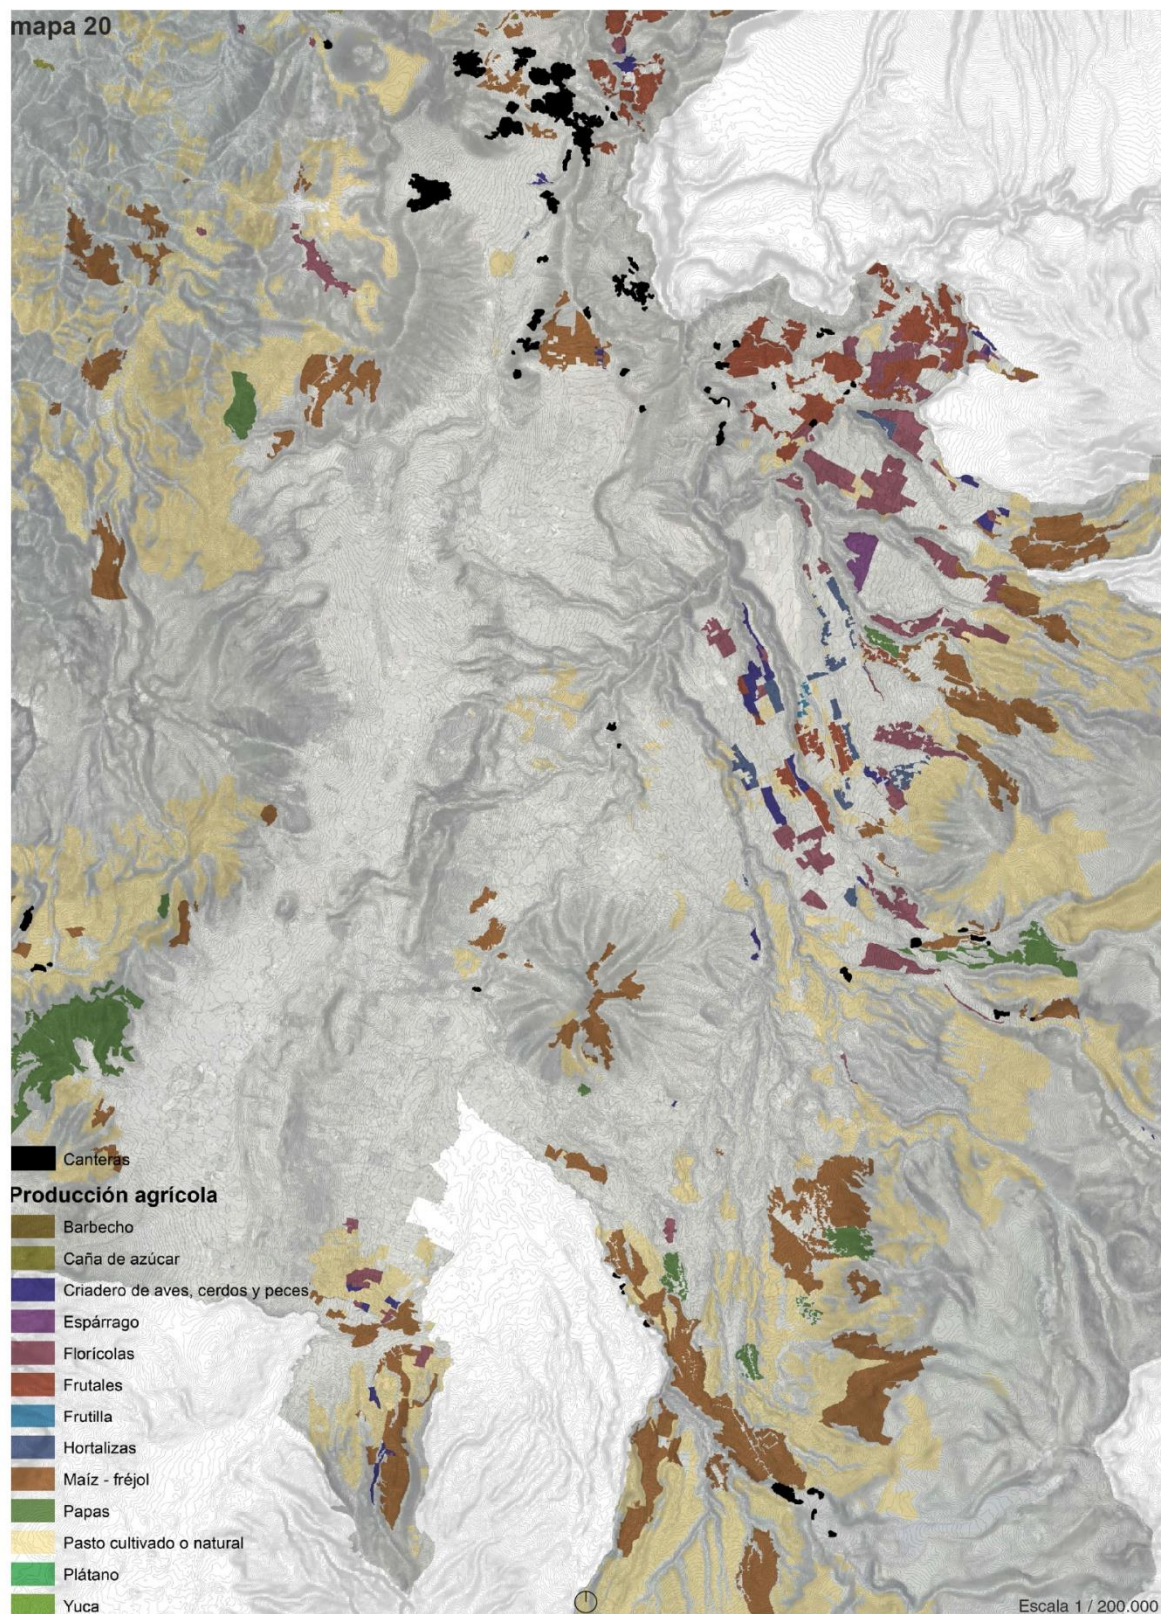 mapa 20
Canteras
Producción agrícola
Barbecho
Caña de azúcar
Criadero de aves, cerdos y peces
Espárrago
Florícolas
Frutales
Frutilla
Hortalizas
Maíz - fréjol
Papas
Pasto cultivado o natural
Plátano
Yuca
Escala 1 / 200.000